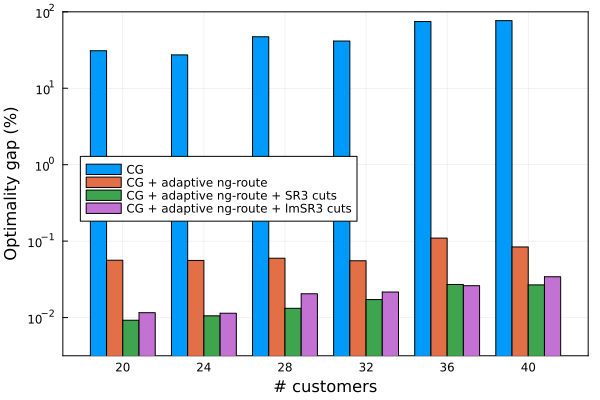 10²
10¹
10⁰
10⁻¹
10⁻²
Optimality gap (%)
CG
CG + adaptive ng-route
CG + adaptive ng-route + SR3 cuts
CG + adaptive ng-route + lmSR3 cuts
20 24 28 32 36 40
# customers